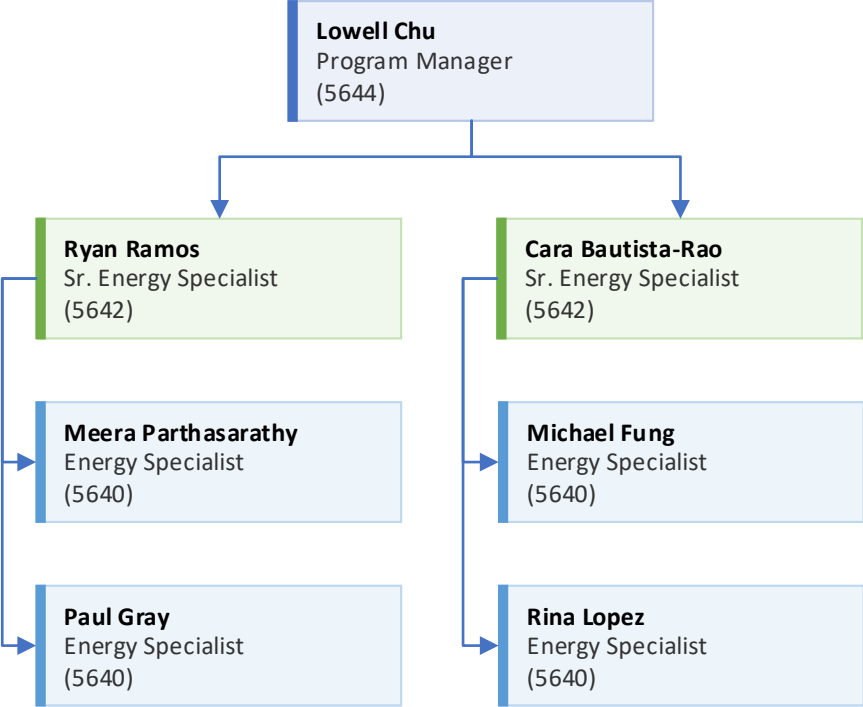 Lowell Chu
Program Manager
(5644)
Ryan Ramos
Sr. Energy Specialist
(5642)
Cara Bautista-Rao
Sr. Energy Specialist
(5642)
Meera Parthasarathy
Energy Specialist
(5640)
Michael Fung
Energy Specialist
(5640)
Paul Gray
Energy Specialist
(5640)
Rina Lopez
Energy Specialist
(5640)